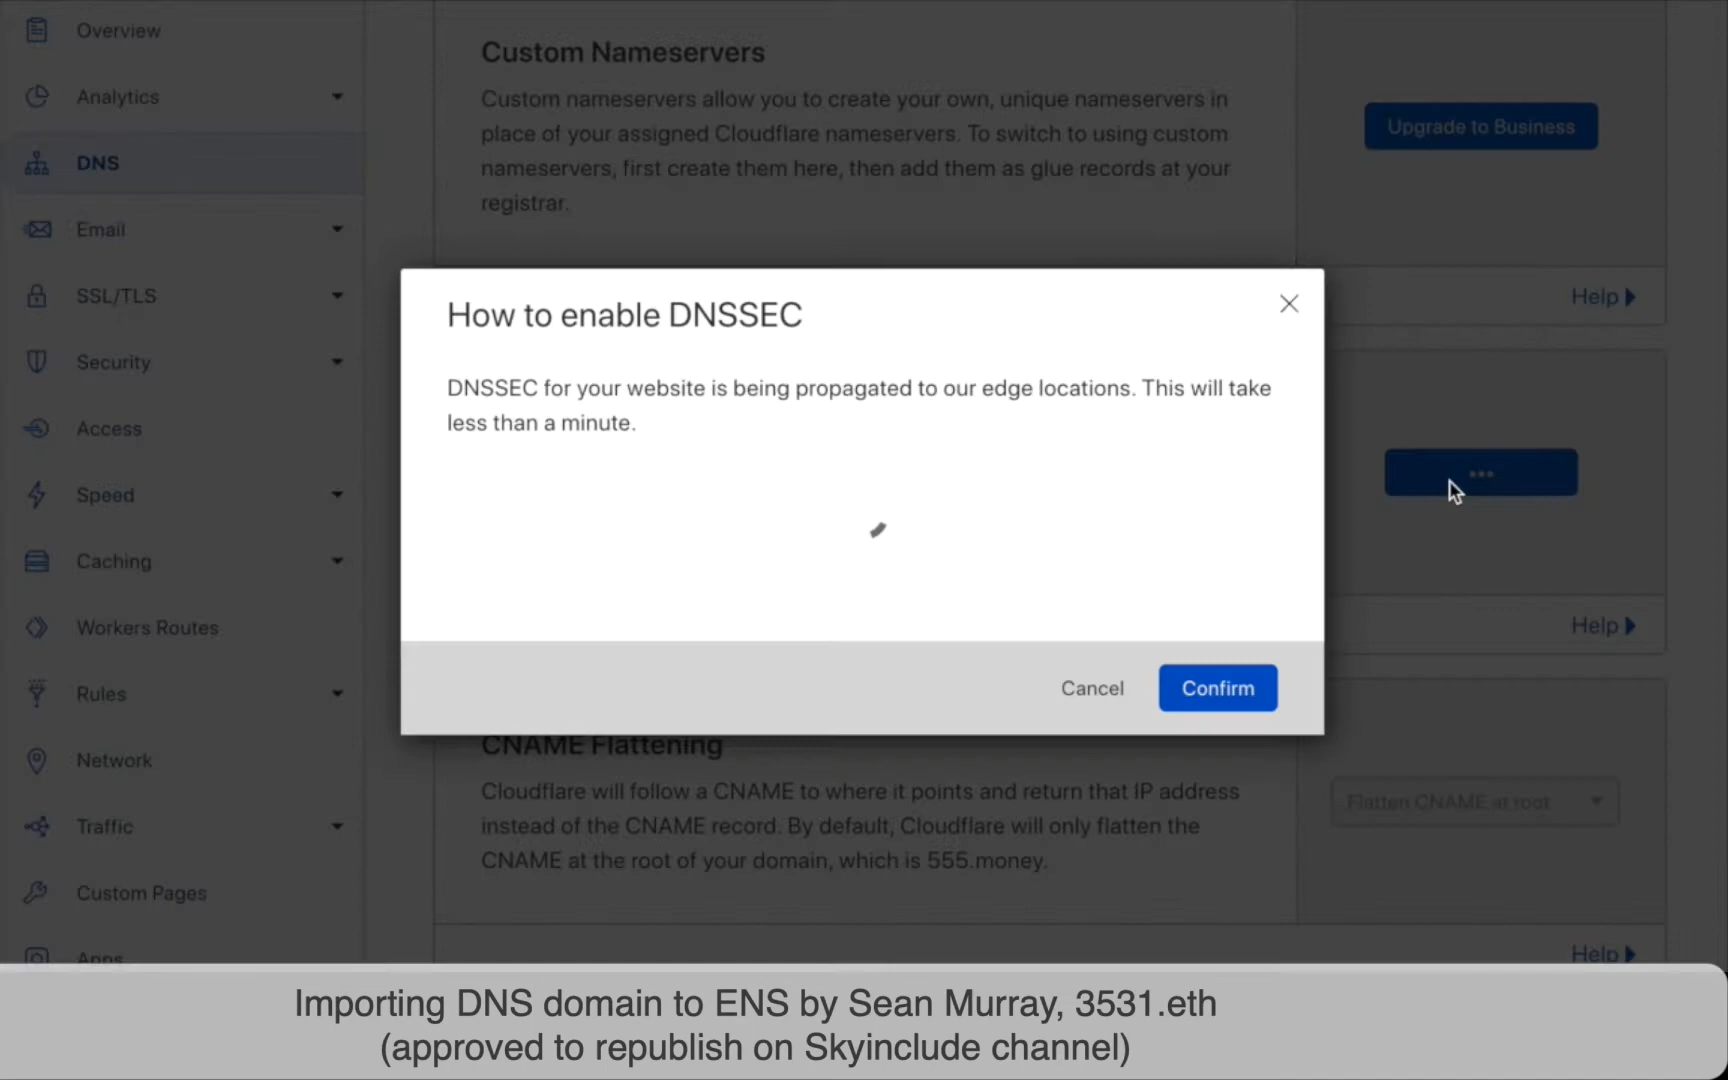 Overview
Analytics
DNS
Email
SSL/TLS
Security
Access
Speed
Caching
Workers Routes
Rules
Network
Traffic
Custom Pages
Apps
Custom Nameservers
Custom nameservers allow you to create your own, unique nameservers in
place of your assigned Cloudflare nameservers. To switch to using custom
nameservers, first create them here, then add them as glue records at your
registrar.
Upgrade to Business
Help
How to enable DNSSEC
DNSSEC for your website is being propagated to our edge locations. This will take
less than a minute.
Cancel
Confirm
Help
CNAME Flattening
Cloudflare will follow a CNAME to where it points and return that IP address
instead of the CNAME record. By default, Cloudflare will only flatten the
CNAME at the root of your domain, which is 555.money.
Flatten CNAME at root
Help
Importing DNS domain to ENS by Sean Murray, 3531.eth
(approved to republish on Skyinclude channel)